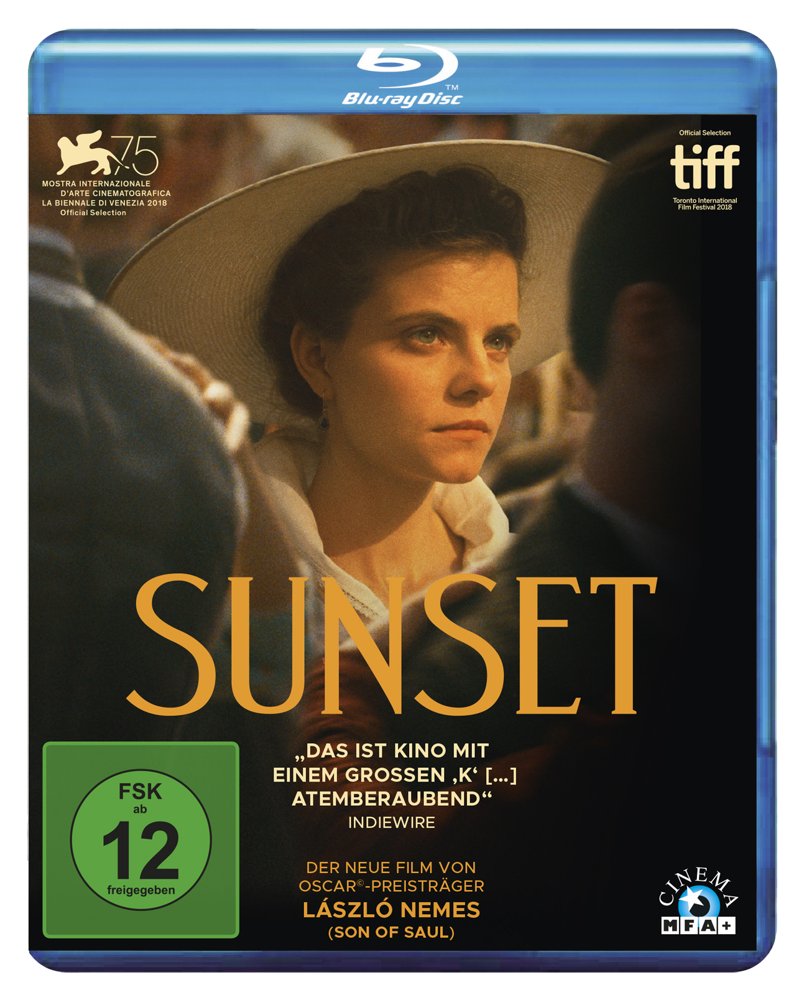 Blu-ray Disc
TM
75
MOSTRA INTERNAZIONALE
D'ARTE CINEMATOGRAFICA
LA BIENNALE DI VENEZIA 2018
Official Selection
Official Selection
tiff
Toronto International
Film Festival 2018
SUNSET
„DAS IST KINO MIT
EINEM GROSSEN ‚K‘ [...]
ATEMBERAUBEND“
INDIEWIRE
DER NEUE FILM VON
OSCAR©-PREISTRÄGER
LÁSZLÓ NEMES
(SON OF SAUL)
FSK
ab
12
freigegeben
CINEMA
MFA+